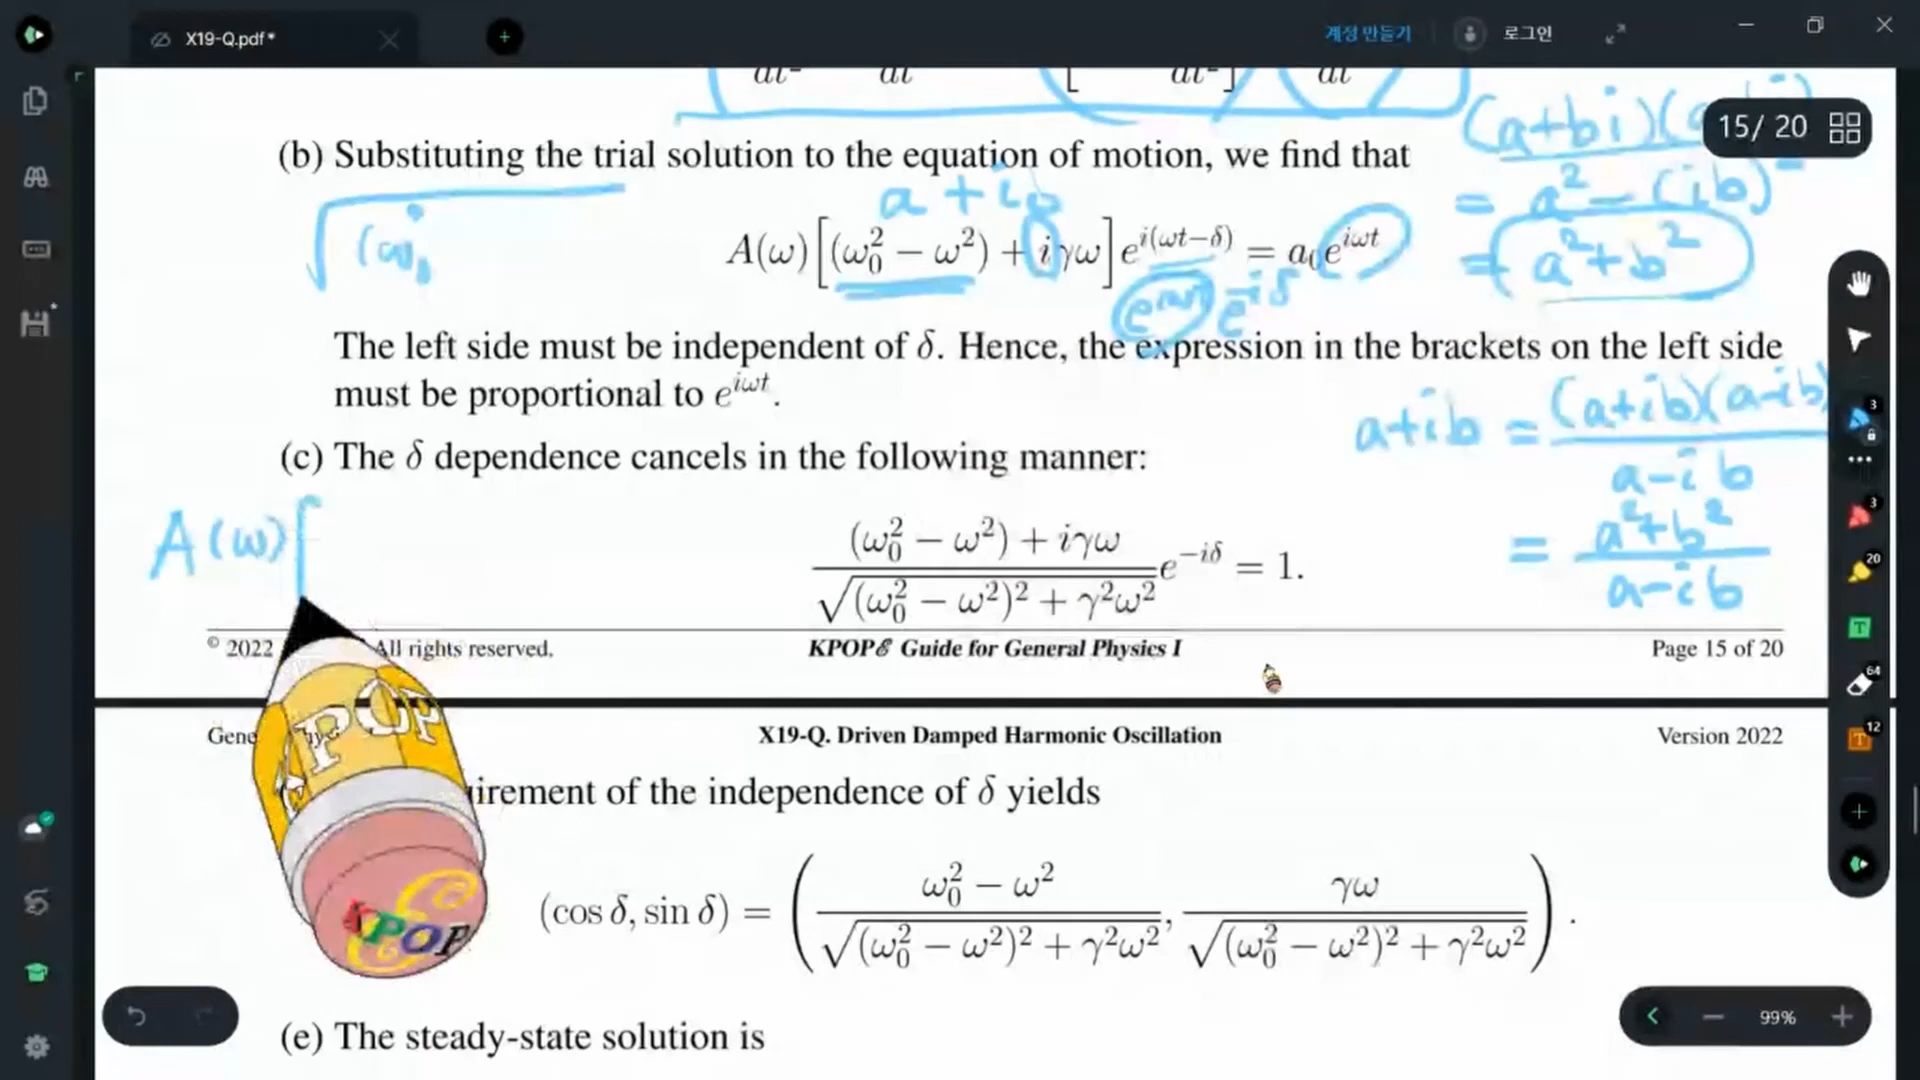 X19-Q.pdf*
계정 만들기
로그인
15/ 20
(b) Substituting the trial solution to the equation of motion, we find that
a + ib
A(ω)[(ω₀² − ω²) + iγω]e^{i(ωt−δ)} = a₀e^{iωt}
e^{-iδ}
= a² − (ib)²
= a² + b²
The left side must be independent of δ. Hence, the expression in the brackets on the left side
must be proportional to e^{iωt}.
a+ib = (a+ib)(a-ib) / a-ib
= a²+b² / a-ib
(c) The δ dependence cancels in the following manner:
A(ω)[
((ω₀² − ω²) + iγω) / √((ω₀² − ω²)² + γ²ω²) e^{−iδ} = 1.
© 2022 All rights reserved.
KPOPE Guide for General Physics I
Page 15 of 20
X19-Q. Driven Damped Harmonic Oscillation
Version 2022
irement of the independence of δ yields
(cos δ, sin δ) = ((ω₀² − ω²) / √((ω₀² − ω²)² + γ²ω²), γω / √((ω₀² − ω²)² + γ²ω²)).
KPOP
KPOP
(e) The steady-state solution is
99%